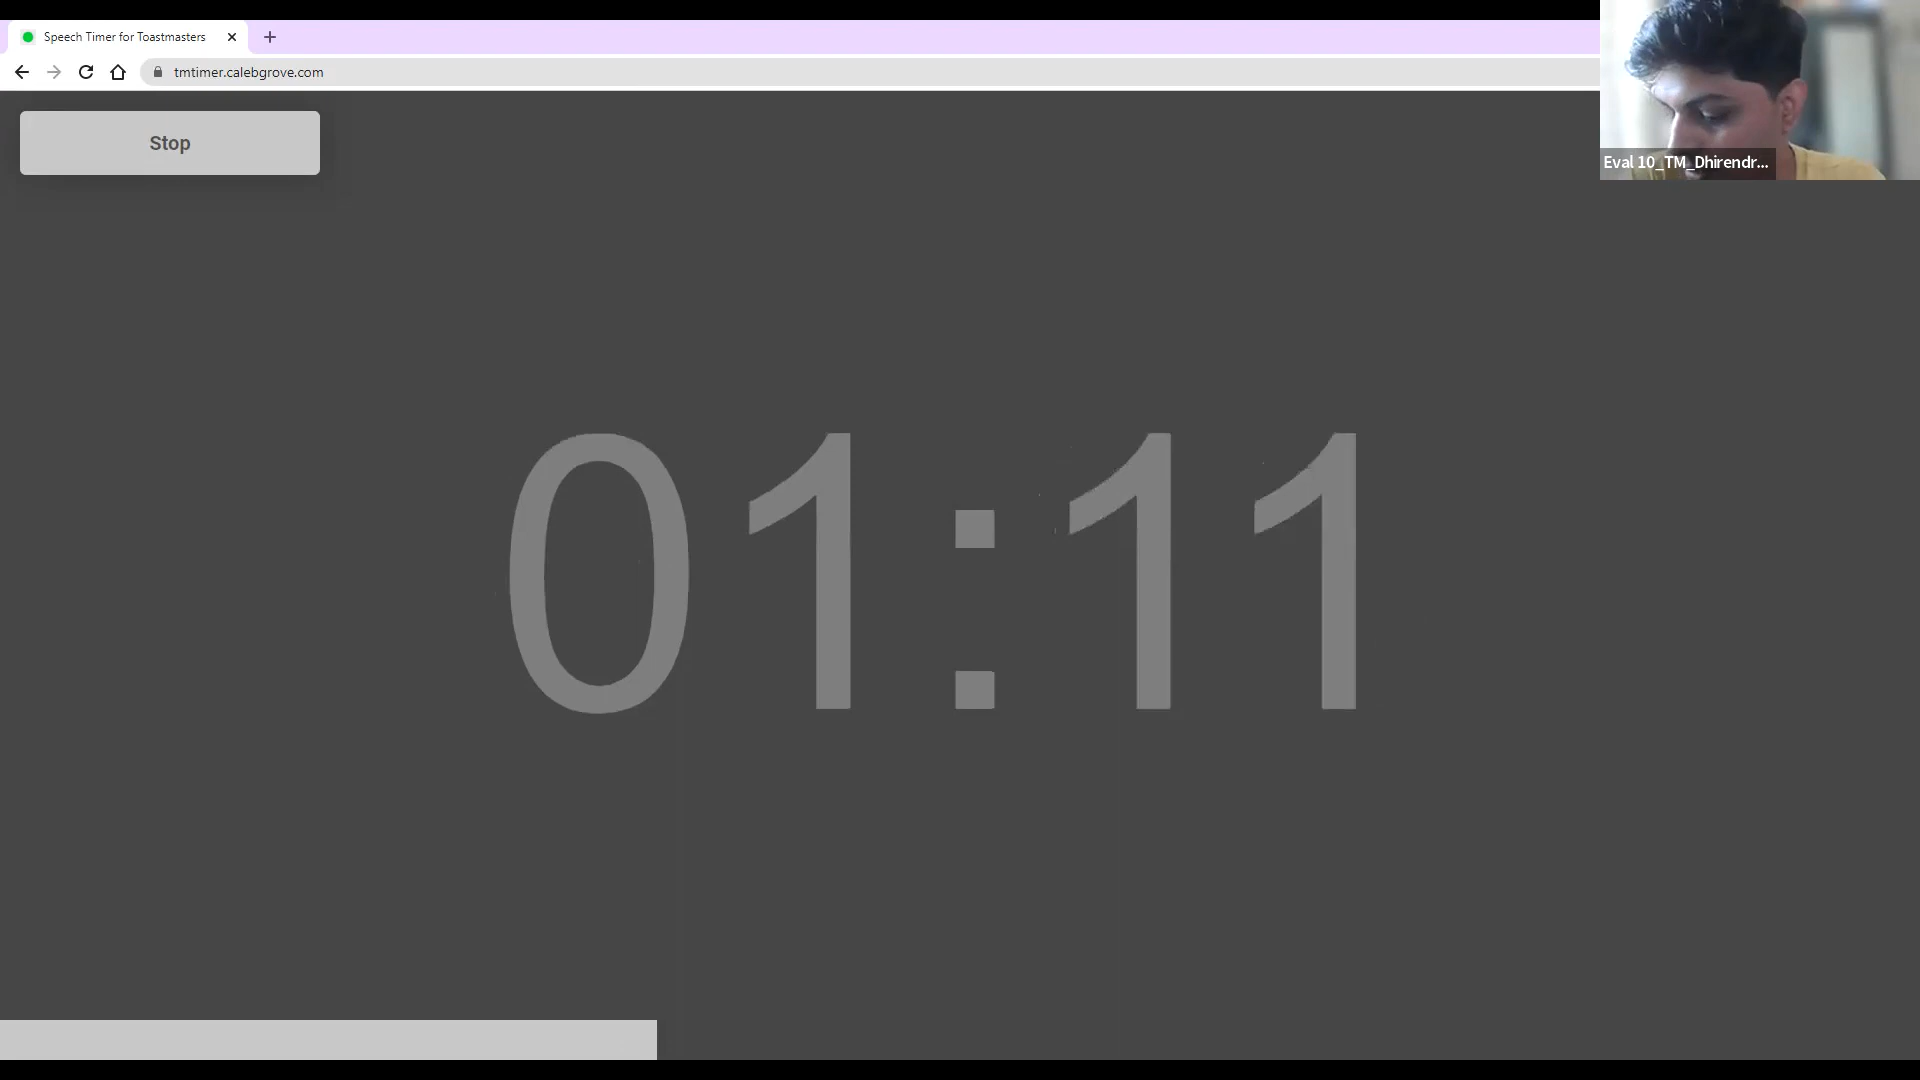 Speech Timer for Toastmasters
tmtimer.calebgrove.com
Stop
Eval 10_TM_Dhirendr...
01:11